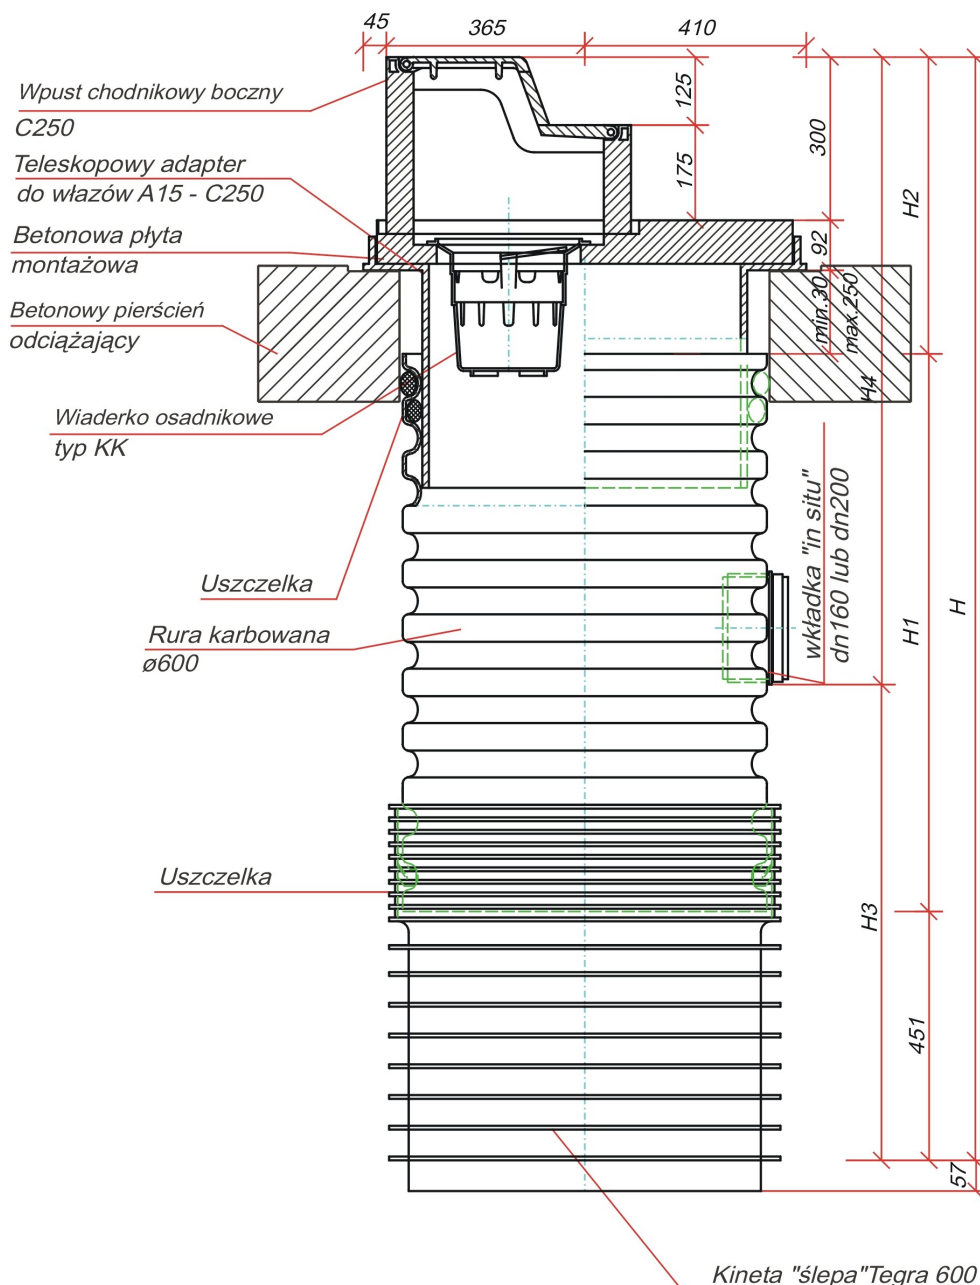 45
365
410
Wpust chodnikowy boczny
C250
Teleskopowy adapter
do włazów A15 - C250
Betonowa płyta
montażowa
Betonowy pierścień
odciążający
Wiaderko osadnikowe
typ KK
Uszczelka
Rura karbowana
ø600
Uszczelka
125
175
300
92
min.30
max.250
H2
H4
wkładka "in situ"
dn160 lub dn200
H1
H
H3
451
57
Kineta "ślepa"Tegra 600